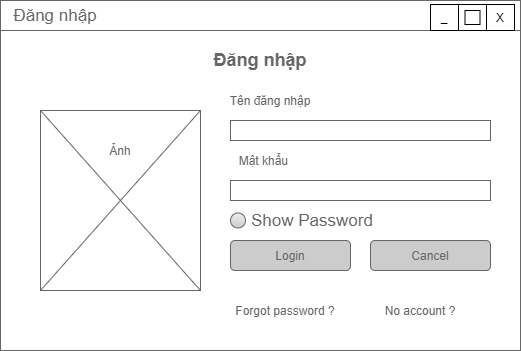 Đăng nhập
_ X
Đăng nhập
Tên đăng nhập
Ảnh
Mật khẩu
Show Password
Login Cancel
Forgot password ? No account ?